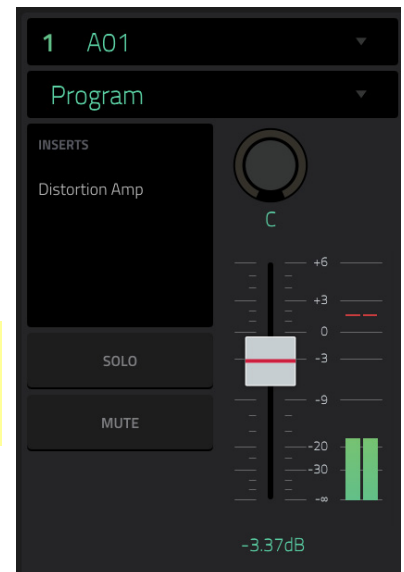 1 A01
Program
INSERTS
Distortion Amp
C
+6
+3
0
-3
-9
-20
-30
-∞
SOLO
MUTE
-3.37dB